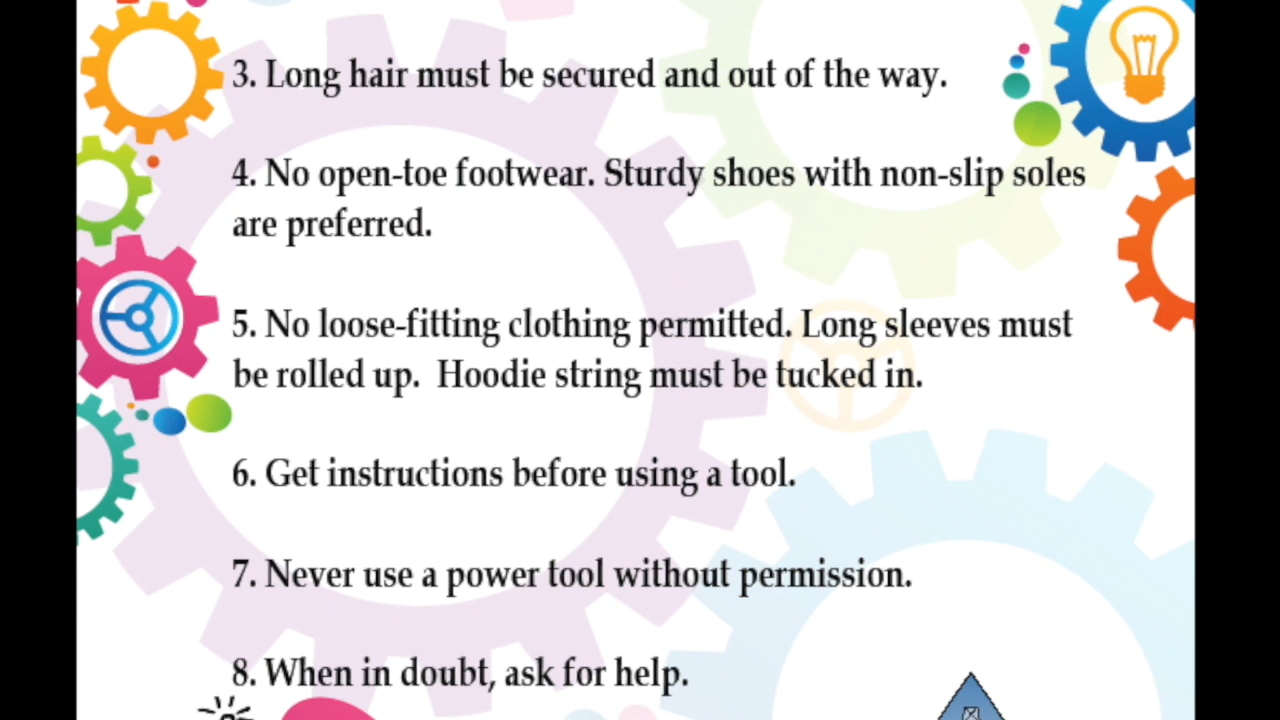 3. Long hair must be secured and out of the way.
4. No open-toe footwear. Sturdy shoes with non-slip soles
are preferred.
5. No loose-fitting clothing permitted. Long sleeves must
be rolled up.  Hoodie string must be tucked in.
6. Get instructions before using a tool.
7. Never use a power tool without permission.
8. When in doubt, ask for help.